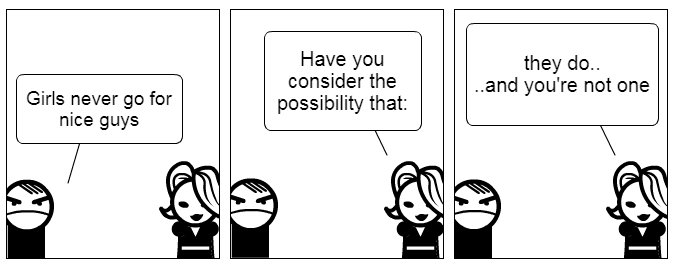 Girls never go for
nice guys
Have you
consider the
possibility that:
they do..
..and you're not one